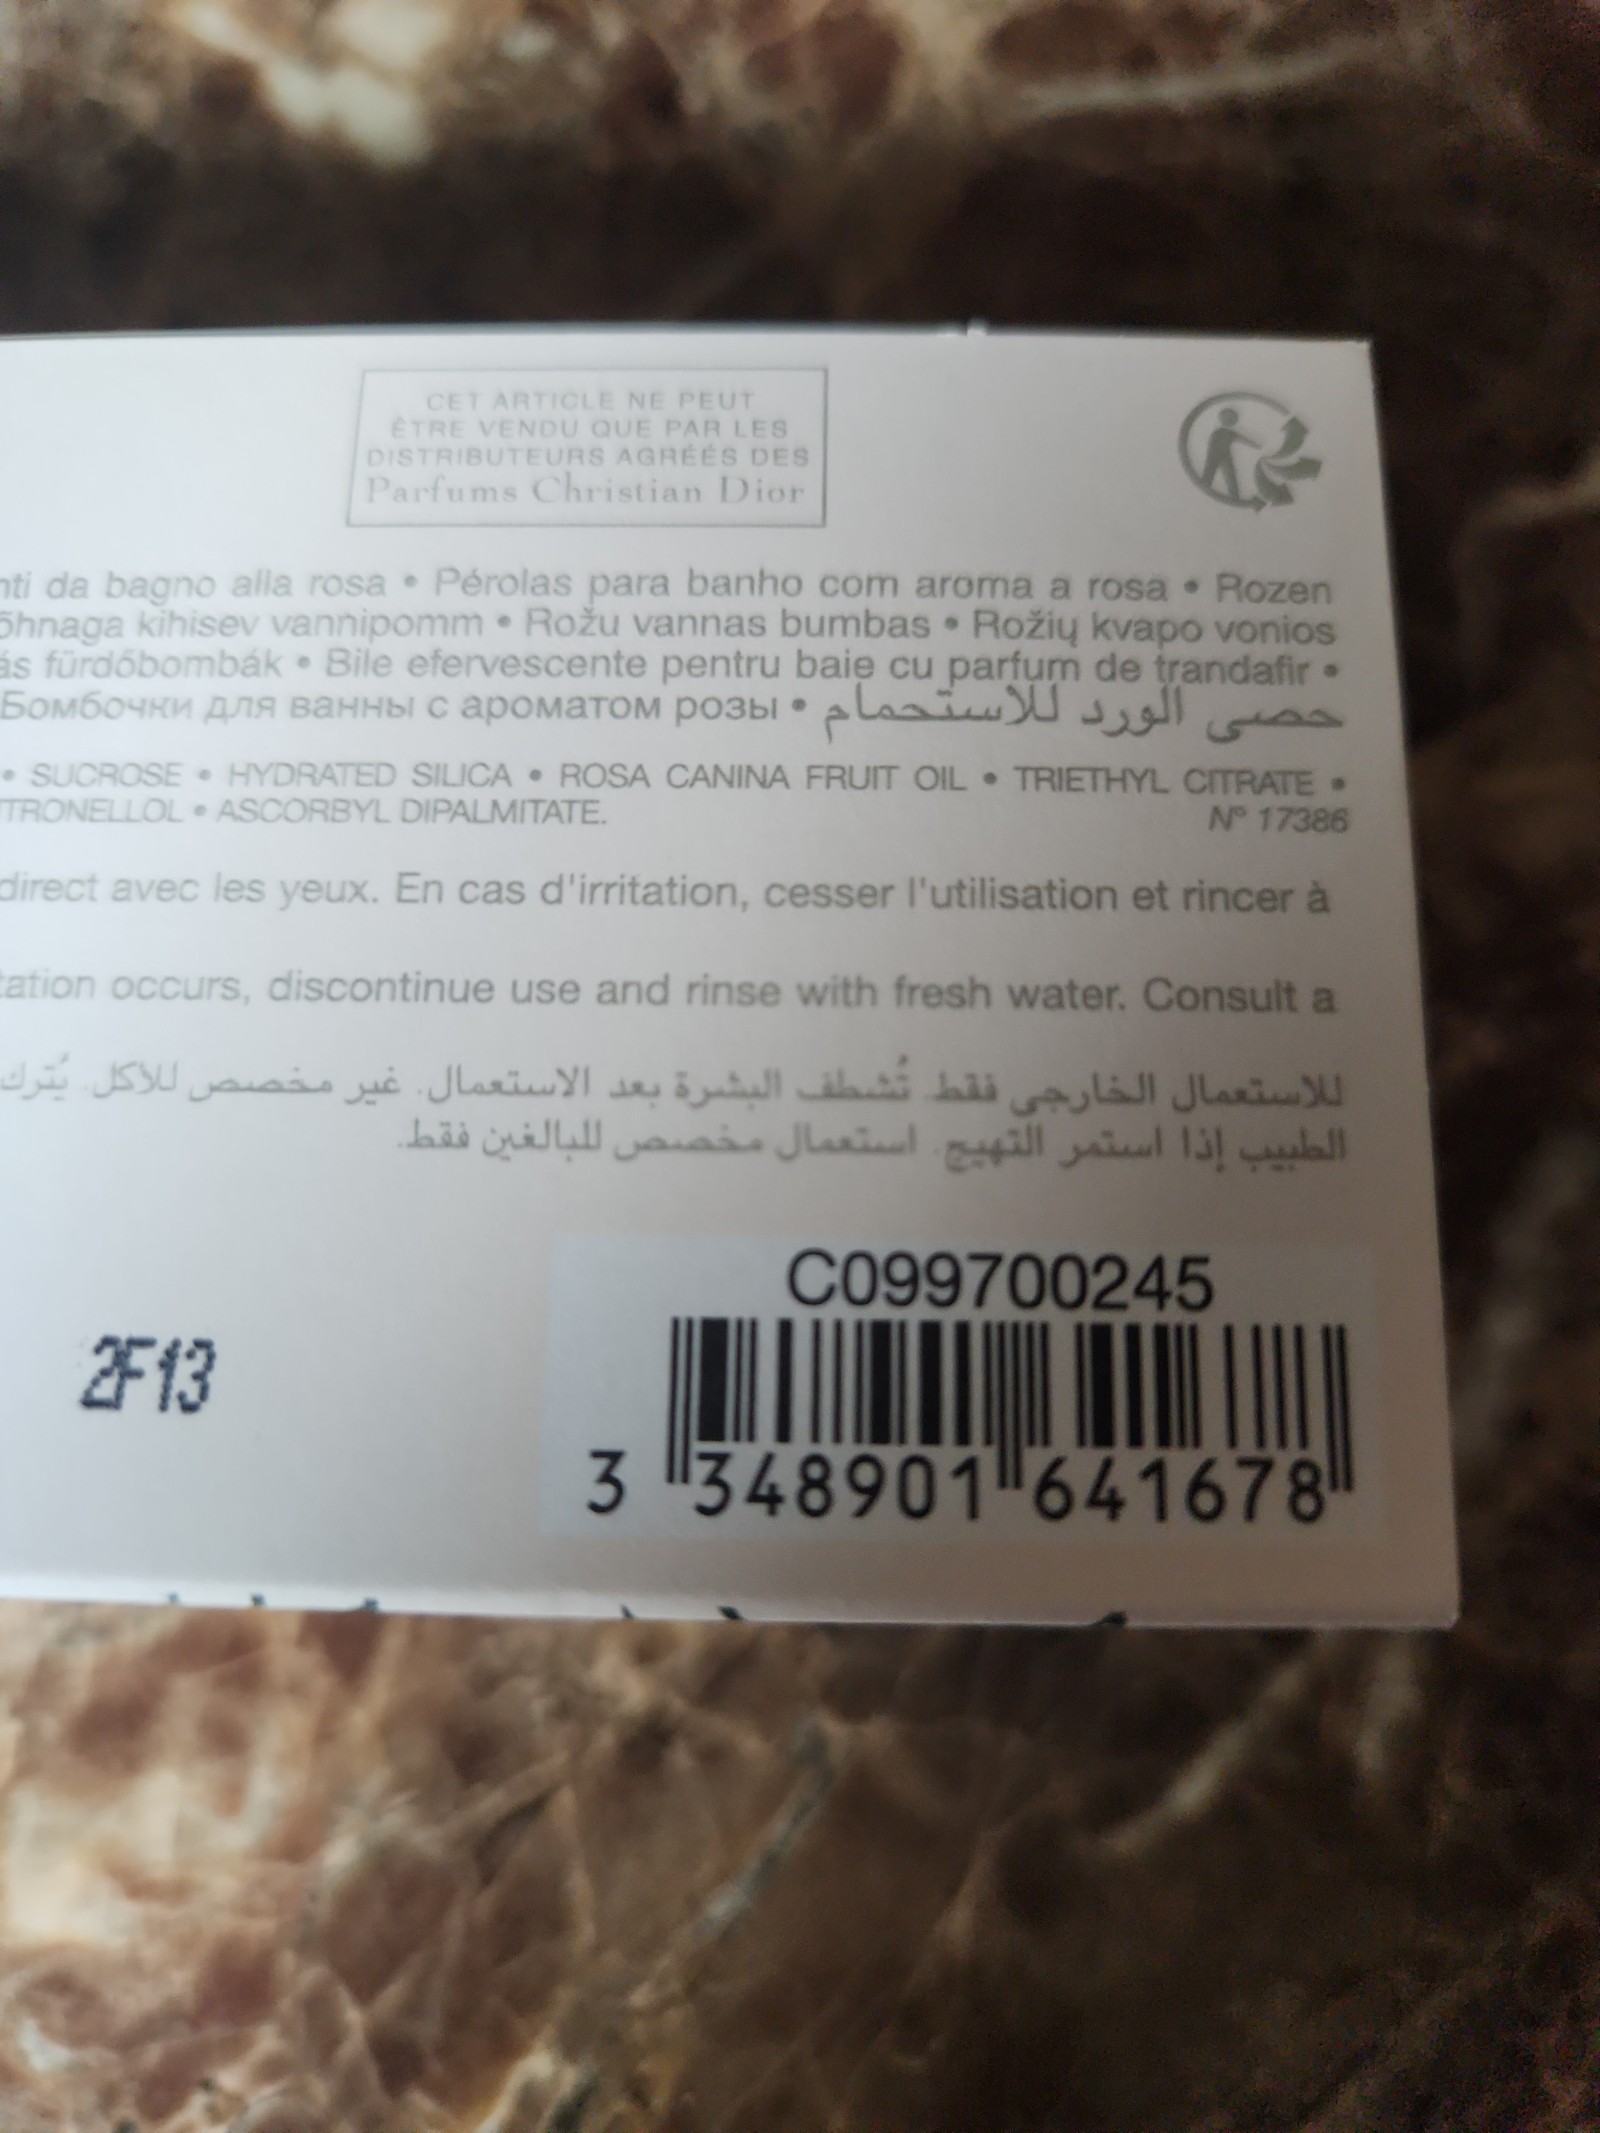 CET ARTICLE NE PEUT
ÊTRE VENDU QUE PAR LES
DISTRIBUTEURS AGRÉÉS DES
Parfums Christian Dior
nti da bagno alla rosa • Pérolas para banho com aroma a rosa • Rozen
õhnaga kihisev vannipomm • Rožu vannas bumbas • Rožių kvapo vonios
ás fürdőbombák • Bile efervescente pentru baie cu parfum de trandafir •
Бомбочки для ванны с ароматом розы • حصى الورد للاستحمام
• SUCROSE • HYDRATED SILICA • ROSA CANINA FRUIT OIL • TRIETHYL CITRATE •
TRONELLOL • ASCORBYL DIPALMITATE. N° 17386
direct avec les yeux. En cas d'irritation, cesser l'utilisation et rincer à
tation occurs, discontinue use and rinse with fresh water. Consult a
للاستعمال الخارجي فقط. تُشطف البشرة بعد الاستعمال. غير مخصص للأكل. يُترك
الطبيب إذا استمر التهيج. استعمال مخصص للبالغين فقط.
C099700245
2F13
3 348901 641678